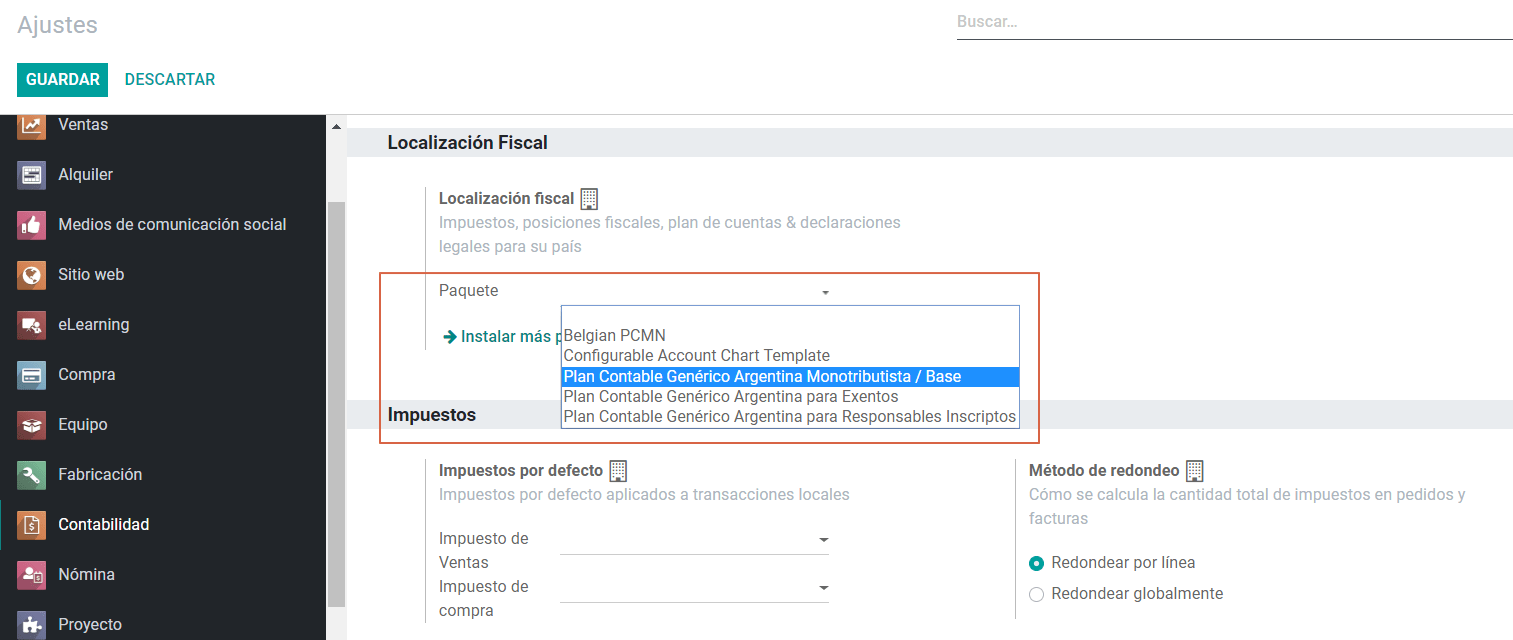 Ajustes
Buscar...
GUARDAR DESCARTAR
Ventas
Alquiler
Medios de comunicación social
Sitio web
eLearning
Compra
Equipo
Fabricación
Contabilidad
Nómina
Proyecto
Localización Fiscal
Localización fiscal
Impuestos, posiciones fiscales, plan de cuentas & declaraciones
legales para su país
Paquete
Instalar más
Belgian PCMN
Configurable Account Chart Template
Plan Contable Genérico Argentina Monotributista / Base
Plan Contable Genérico Argentina para Exentos
Plan Contable Genérico Argentina para Responsables Inscriptos
Impuestos
Impuestos por defecto
Impuestos por defecto aplicados a transacciones locales
Impuesto de
Ventas
Impuesto de
compra
Método de redondeo
Cómo se calcula la cantidad total de impuestos en pedidos y
facturas
Redondear por línea
Redondear globalmente